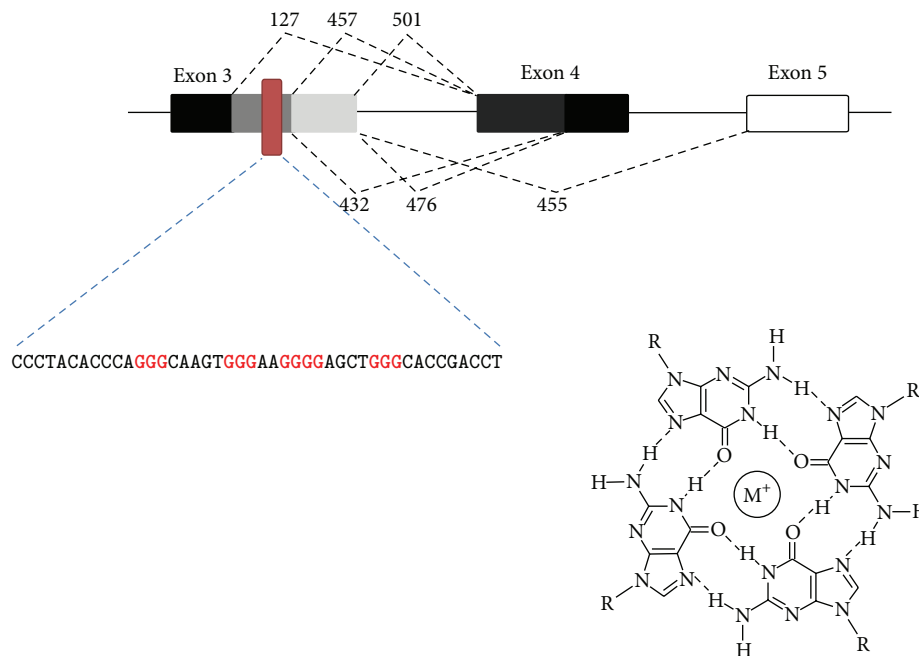 127 457 501
Exon 3 Exon 4 Exon 5
432 476 455
CCCTACACCCAGGGCAAGTGGGAAGGGGAGCTGGGCACCGACCT
H
R
N N N H R
N N H N N
H O O N
H N H M⁺ N
N H N H
N O O H
H N N
N N
R H N N N
H R